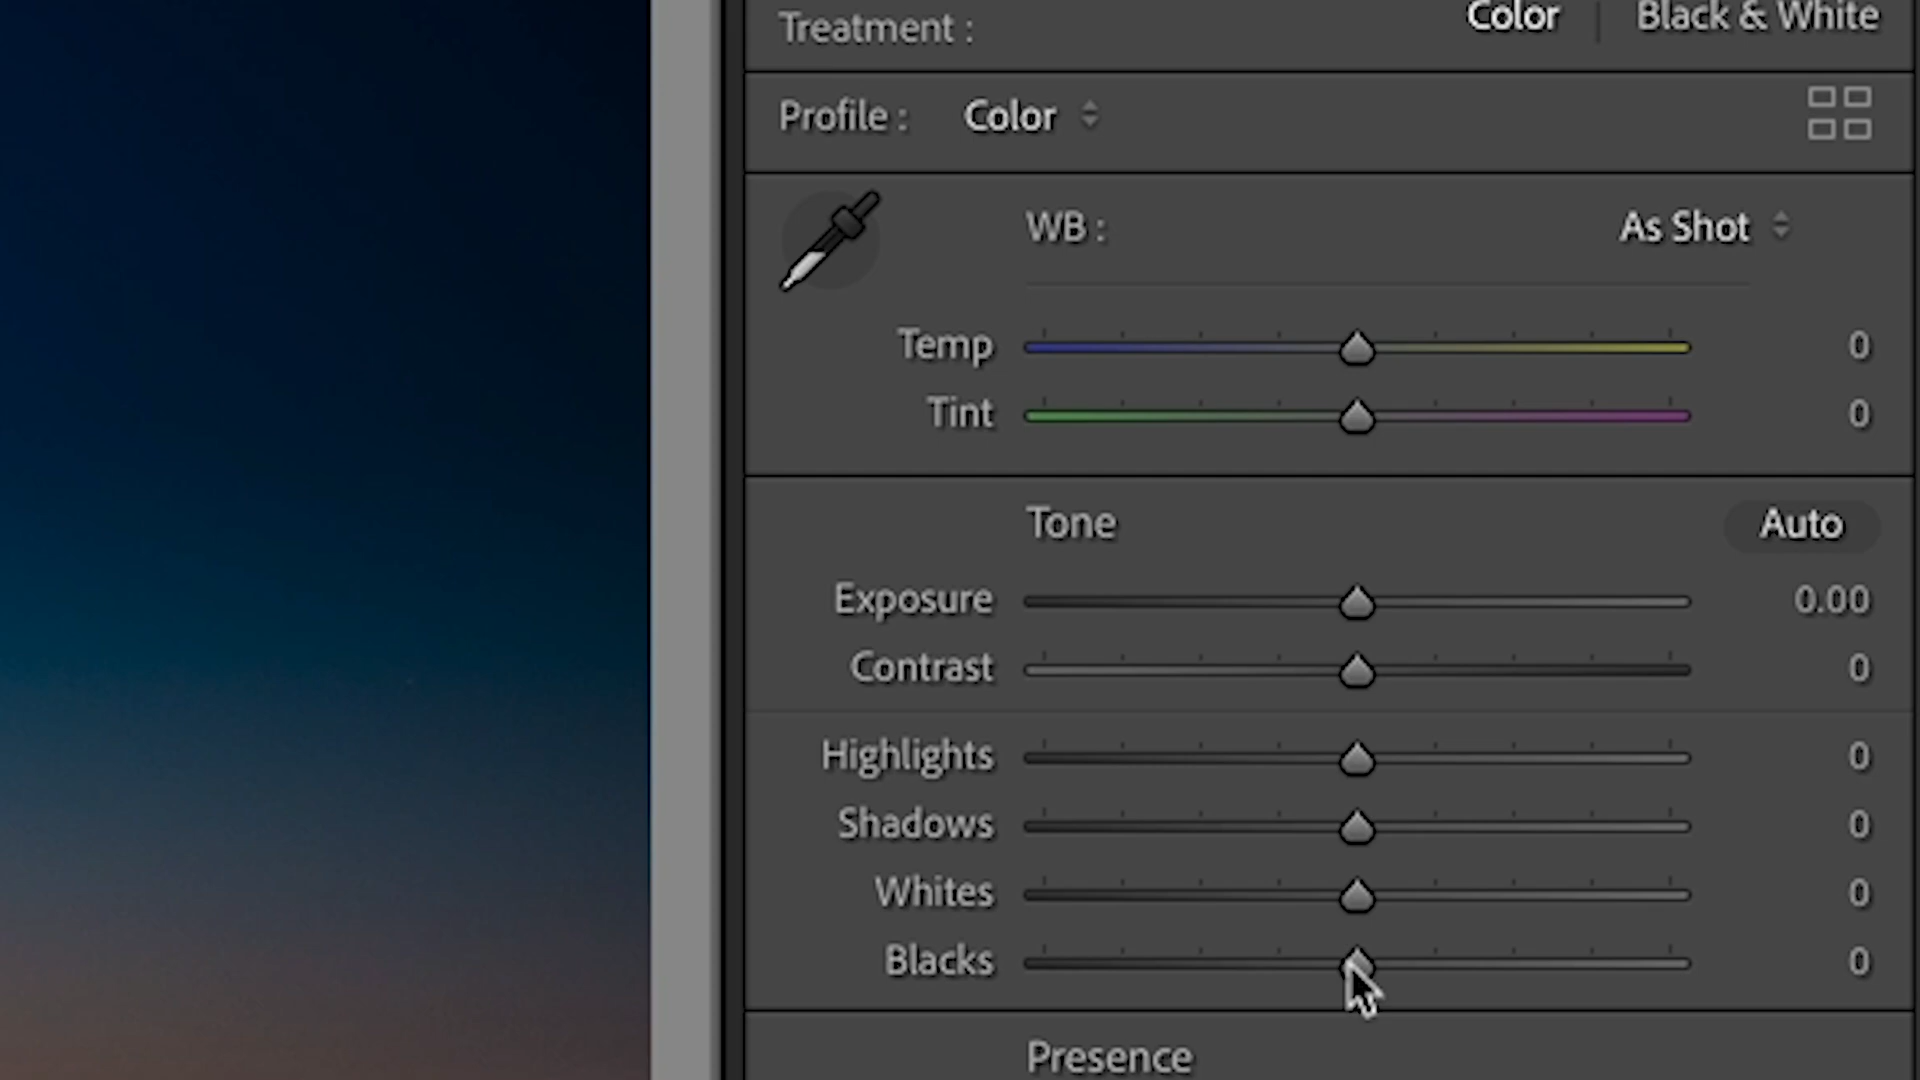 Treatment : Color | Black & White
Profile : Color
WB : As Shot
Temp 0
Tint 0
Tone Auto
Exposure 0.00
Contrast 0
Highlights 0
Shadows 0
Whites 0
Blacks 0
Presence